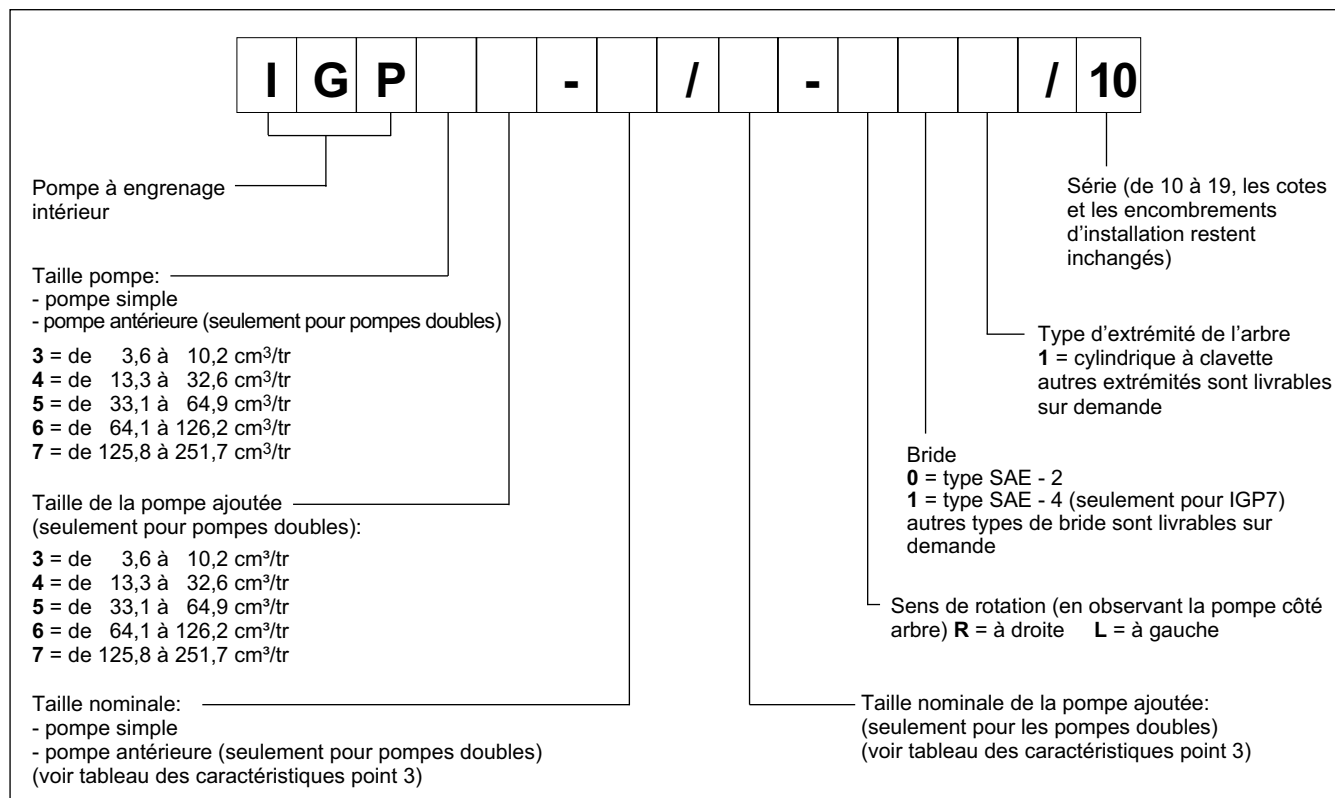 I G P - / - / 10
Pompe à engrenage
intérieur
Taille pompe:
- pompe simple
- pompe antérieure (seulement pour pompes doubles)
3 = de 3,6 à 10,2 cm3/tr
4 = de 13,3 à 32,6 cm3/tr
5 = de 33,1 à 64,9 cm3/tr
6 = de 64,1 à 126,2 cm3/tr
7 = de 125,8 à 251,7 cm3/tr
Taille de la pompe ajoutée
(seulement pour pompes doubles):
3 = de 3,6 à 10,2 cm³/tr
4 = de 13,3 à 32,6 cm³/tr
5 = de 33,1 à 64,9 cm³/tr
6 = de 64,1 à 126,2 cm³/tr
7 = de 125,8 à 251,7 cm³/tr
Taille nominale:
- pompe simple
- pompe antérieure (seulement pour pompes doubles)
(voir tableau des caractéristiques point 3)
Série (de 10 à 19, les cotes
et les encombrements
d'installation restent
inchangés)
Type d'extrémité de l'arbre
1 = cylindrique à clavette
autres extrémités sont livrables
sur demande
Bride
0 = type SAE - 2
1 = type SAE - 4 (seulement pour IGP7)
autres types de bride sont livrables sur
demande
Sens de rotation (en observant la pompe côté
arbre) R = à droite L = à gauche
Taille nominale de la pompe ajoutée:
(seulement pour les pompes doubles)
(voir tableau des caractéristiques point 3)